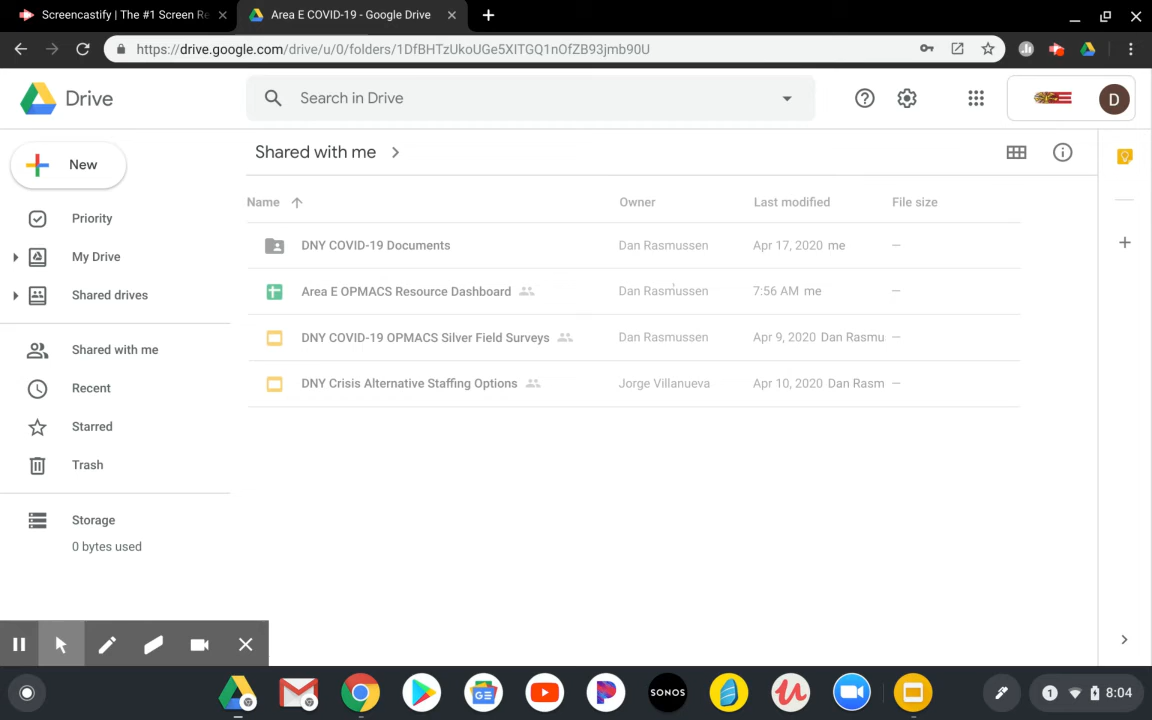 Screencastify | The #1 Screen Re
Area E COVID-19 - Google Drive
https://drive.google.com/drive/u/0/folders/1DfBHTzUkoUGe5XITGQ1nOfZB93jmb90U
Drive
Search in Drive
D
New
Shared with me
Priority
My Drive
Shared drives
Shared with me
Recent
Starred
Trash
Storage
0 bytes used
Name Owner Last modified File size
DNY COVID-19 Documents Dan Rasmussen Apr 17, 2020 me —
Area E OPMACS Resource Dashboard Dan Rasmussen 7:56 AM me —
DNY COVID-19 OPMACS Silver Field Surveys Dan Rasmussen Apr 9, 2020 Dan Rasmu —
DNY Crisis Alternative Staffing Options Jorge Villanueva Apr 10, 2020 Dan Rasm —
SONOS
1 8:04